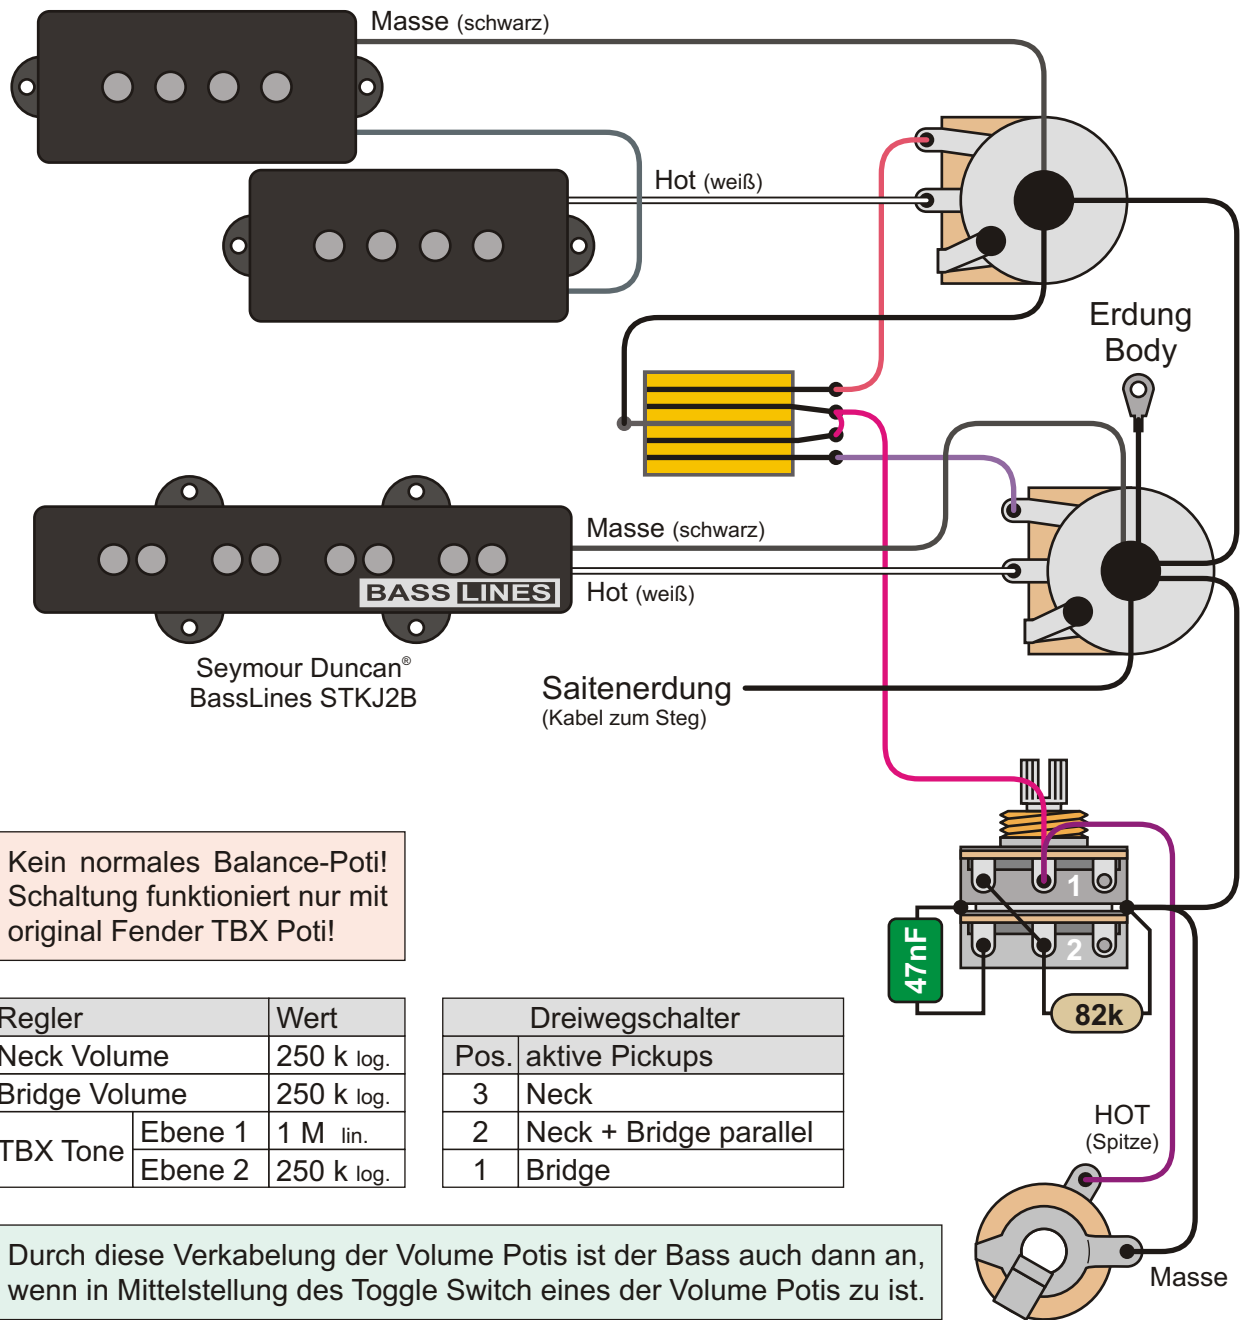 Masse (schwarz)
Hot (weiß)
Erdung
Body
Masse (schwarz)
BASS LINES
Hot (weiß)
Seymour Duncan®
BassLines STKJ2B
Saitenerdung
(Kabel zum Steg)
Kein normales Balance-Poti!
Schaltung funktioniert nur mit
original Fender TBX Poti!
1
2
47nF
82k
Regler Wert
Neck Volume 250 k log.
Bridge Volume 250 k log.
TBX Tone Ebene 1 1 M lin.
Ebene 2 250 k log.
Dreiwegschalter
Pos. aktive Pickups
3 Neck
2 Neck + Bridge parallel
1 Bridge
HOT
(Spitze)
Masse
Durch diese Verkabelung der Volume Potis ist der Bass auch dann an,
wenn in Mittelstellung des Toggle Switch eines der Volume Potis zu ist.